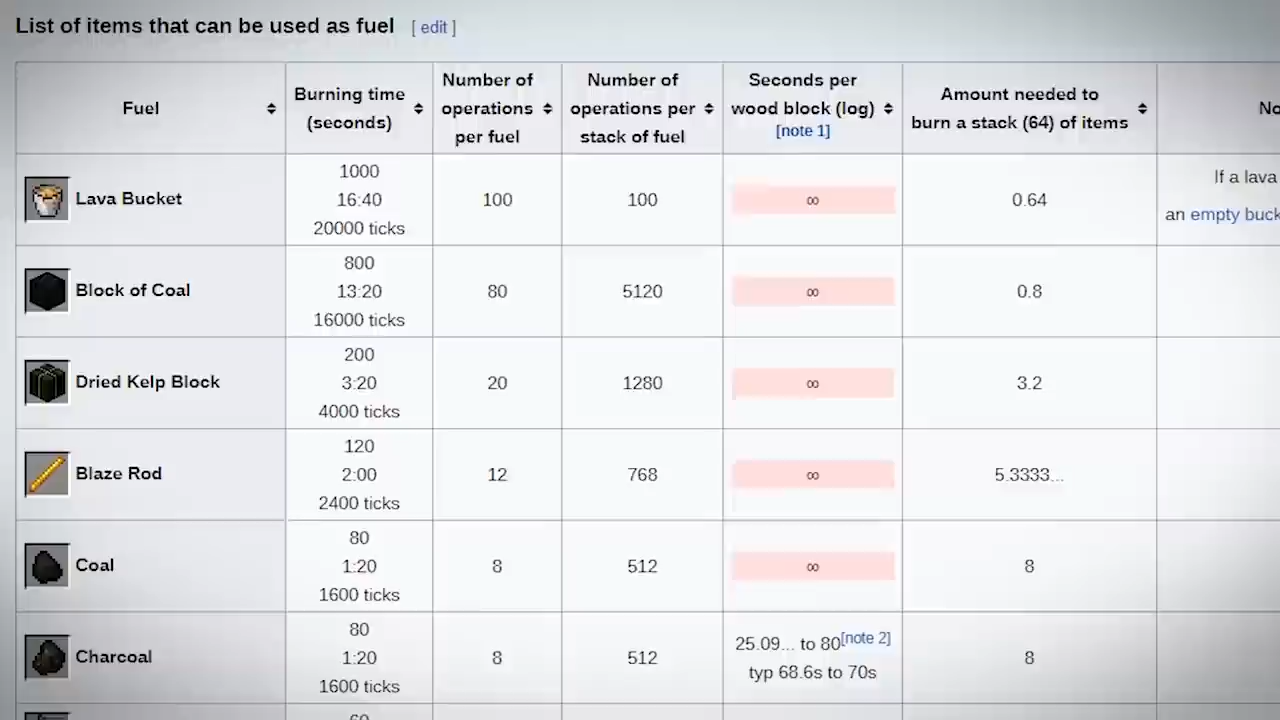 List of items that can be used as fuel [ edit ]
Fuel
Burning time
(seconds)
Number of
operations
per fuel
Number of
operations per
stack of fuel
Seconds per
wood block (log)
[note 1]
Amount needed to
burn a stack (64) of items
Lava Bucket
1000
16:40
20000 ticks
100
100
∞
0.64
If a lava
an empty
Block of Coal
800
13:20
16000 ticks
80
5120
∞
0.8
Dried Kelp Block
200
3:20
4000 ticks
20
1280
∞
3.2
Blaze Rod
120
2:00
2400 ticks
12
768
∞
5.3333...
Coal
80
1:20
1600 ticks
8
512
∞
8
Charcoal
80
1:20
1600 ticks
8
512
25.09... to 80[note 2]
typ 68.6s to 70s
8